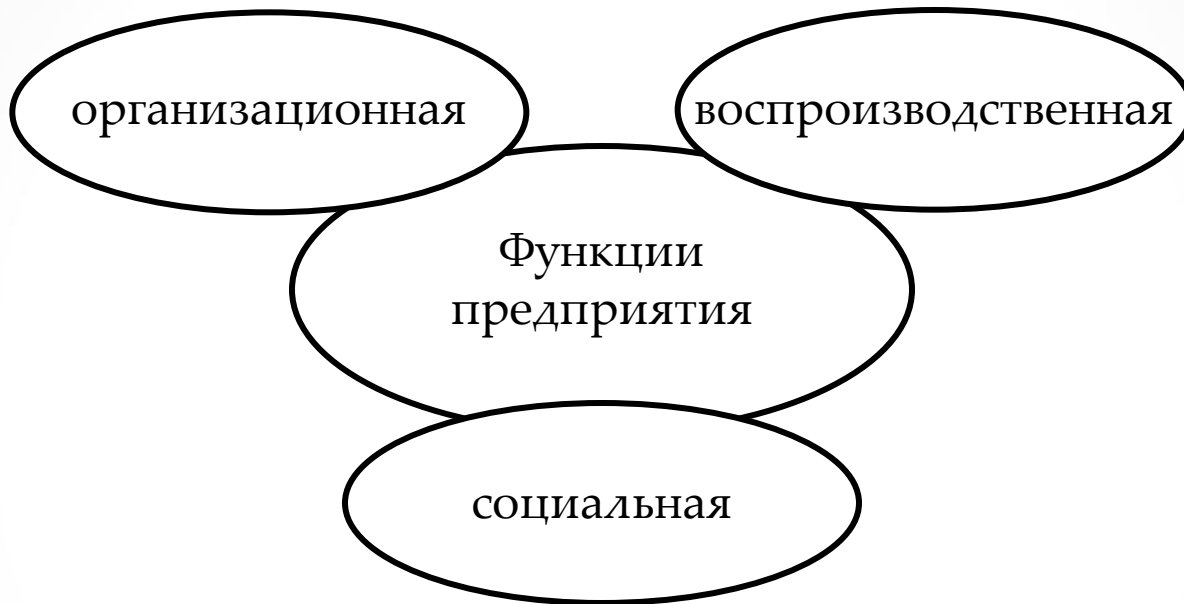 организационная
воспроизводственная
Функции
предприятия
социальная